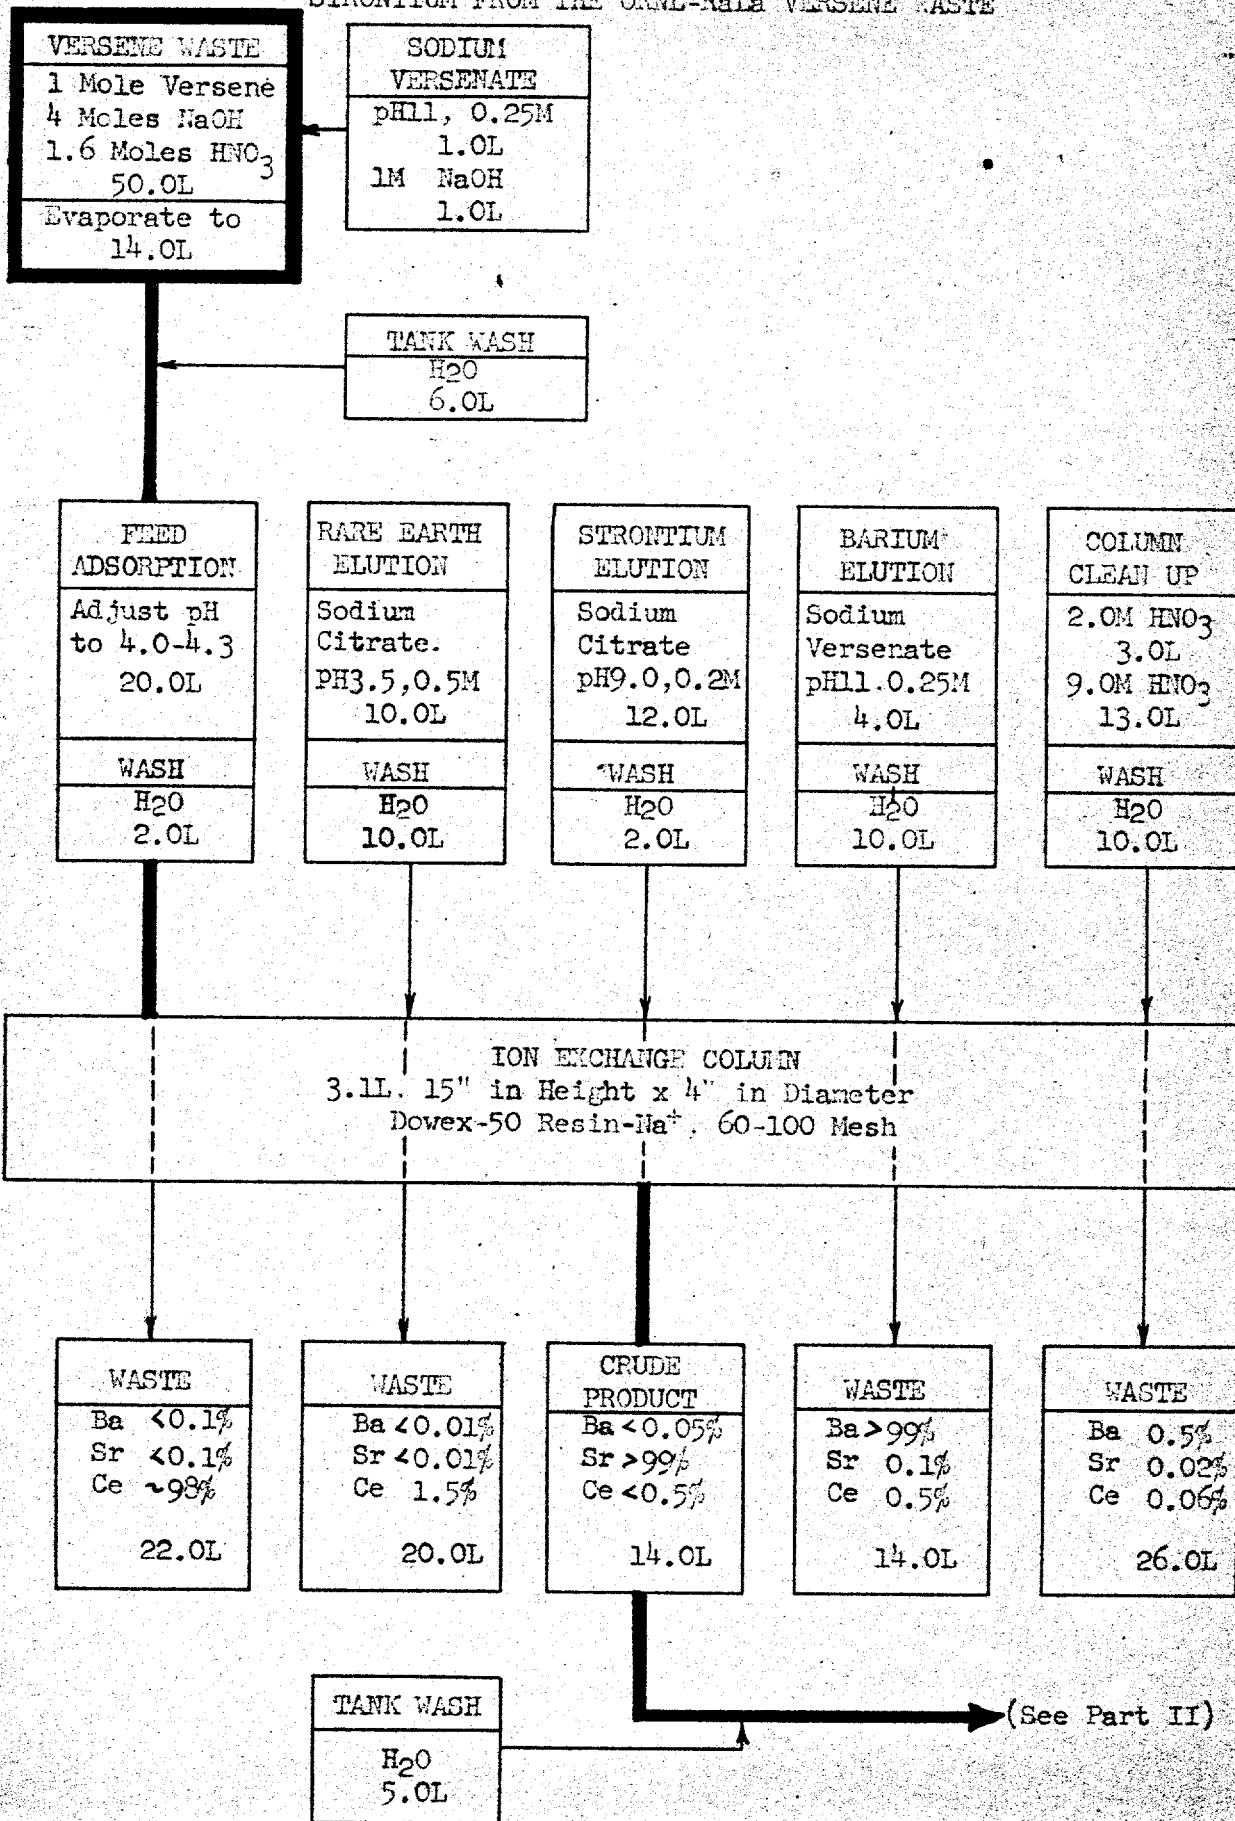 STRONTIUM FROM THE ORNL-RaLa VERSENE WASTE
VERSENE WASTE
1 Mole Versene
4 Moles NaOH
1.6 Moles HNO3
50.0L
Evaporate to
14.0L
SODIUM
VERSENATE
pH11, 0.25M
1.0L
1M NaOH
1.0L
TANK WASH
H2O
6.0L
FEED
ADSORPTION
Adjust pH
to 4.0-4.3
20.0L
WASH
H2O
2.0L
RARE EARTH
ELUTION
Sodium
Citrate.
PH3.5,0.5M
10.0L
WASH
H2O
10.0L
STRONTIUM
ELUTION
Sodium
Citrate
pH9.0,0.2M
12.0L
WASH
H2O
2.0L
BARIUM
ELUTION
Sodium
Versenate
pH11.0.25M
4.0L
WASH
H2O
10.0L
COLUMN
CLEAN UP
2.0M HNO3
3.0L
9.0M HNO3
13.0L
WASH
H2O
10.0L
ION EXCHANGE COLUMN
3.1L. 15" in Height x 4" in Diameter
Dowex-50 Resin-Na+. 60-100 Mesh
WASTE
Ba <0.1%
Sr <0.1%
Ce ~98%
22.0L
WASTE
Ba <0.01%
Sr <0.01%
Ce 1.5%
20.0L
CRUDE
PRODUCT
Ba <0.05%
Sr >99%
Ce <0.5%
14.0L
WASTE
Ba >99%
Sr 0.1%
Ce 0.5%
14.0L
WASTE
Ba 0.5%
Sr 0.02%
Ce 0.06%
26.0L
TANK WASH
H2O
5.0L
(See Part II)